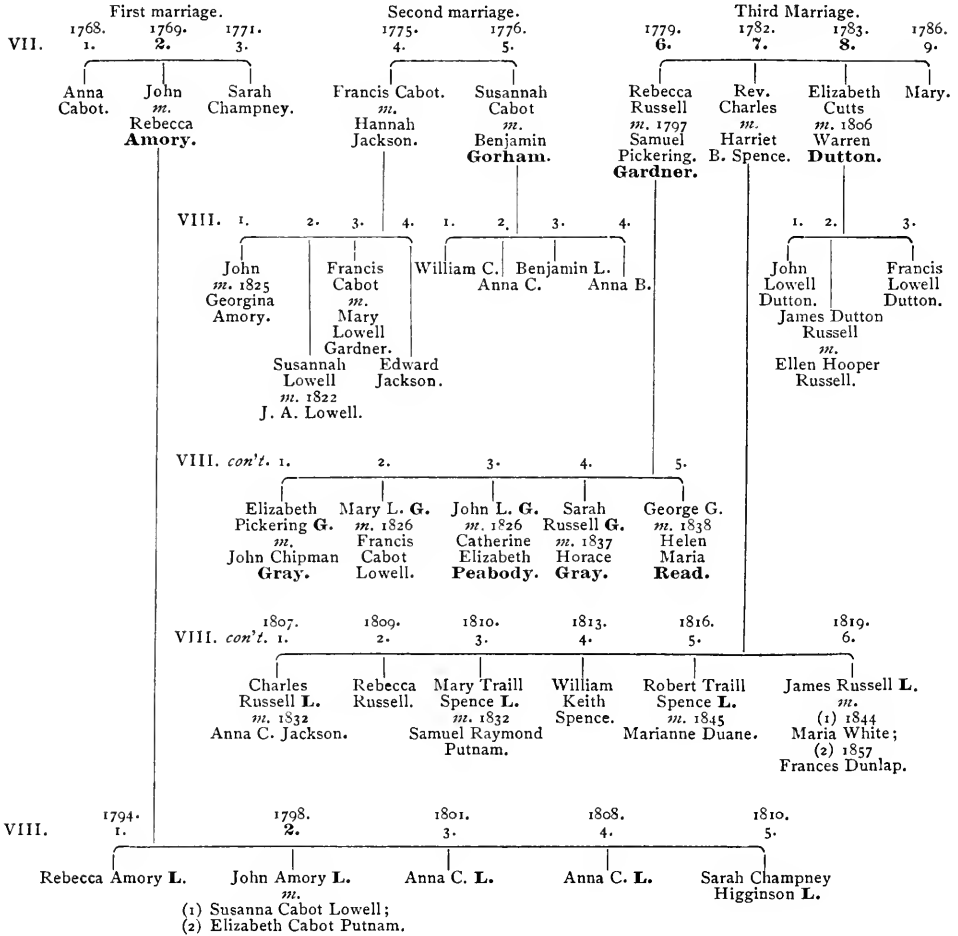 First marriage. Second marriage. Third Marriage.
1768. 1769. 1771. 1775. 1776. 1779. 1782. 1783. 1786.
VII. 1. 2. 3. 4. 5. 6. 7. 8. 9.
Anna
Cabot.
John
m.
Rebecca
Amory.
Sarah
Champney.
Francis Cabot.
m.
Hannah
Jackson.
Susannah
Cabot
m.
Benjamin
Gorham.
Rebecca
Russell
m. 1797
Samuel
Pickering.
Gardner.
Rev.
Charles
m.
Harriet
B. Spence.
Elizabeth
Cutts
m. 1806
Warren
Dutton.
Mary.
VIII. 1. 2. 3. 4. 1. 2. 3. 4. 1. 2. 3.
John
m. 1825
Georgina
Amory.
Susannah
Lowell
m. 1822
J. A. Lowell.
Francis
Cabot
m.
Mary
Lowell
Gardner.
Edward
Jackson.
William C.
Anna C.
Benjamin L.
Anna B.
John
Lowell
Dutton.
James Dutton
Russell
m.
Ellen Hooper
Russell.
Francis
Lowell
Dutton.
VIII. con't. 1. 2. 3. 4. 5.
Elizabeth
Pickering G.
m.
John Chipman
Gray.
Mary L. G.
m. 1826
Francis
Cabot
Lowell.
John L. G.
m. 1826
Catherine
Elizabeth
Peabody.
Sarah
Russell G.
m. 1837
Horace
Gray.
George G.
m. 1838
Helen
Maria
Read.
1807. 1809. 1810. 1813. 1816. 1819.
VIII. con't. 1. 2. 3. 4. 5. 6.
Charles
Russell L.
m. 1832
Anna C. Jackson.
Rebecca
Russell.
Mary Traill
Spence L.
m. 1832
Samuel Raymond
Putnam.
William
Keith
Spence.
Robert Traill
Spence L.
m. 1845
Marianne Duane.
James Russell L.
m.
(1) 1844
Maria White;
(2) 1857
Frances Dunlap.
1794. 1798. 1801. 1808. 1810.
VIII. 1. 2. 3. 4. 5.
Rebecca Amory L.
John Amory L.
m.
(1) Susanna Cabot Lowell;
(2) Elizabeth Cabot Putnam.
Anna C. L.
Anna C. L.
Sarah Champney
Higginson L.